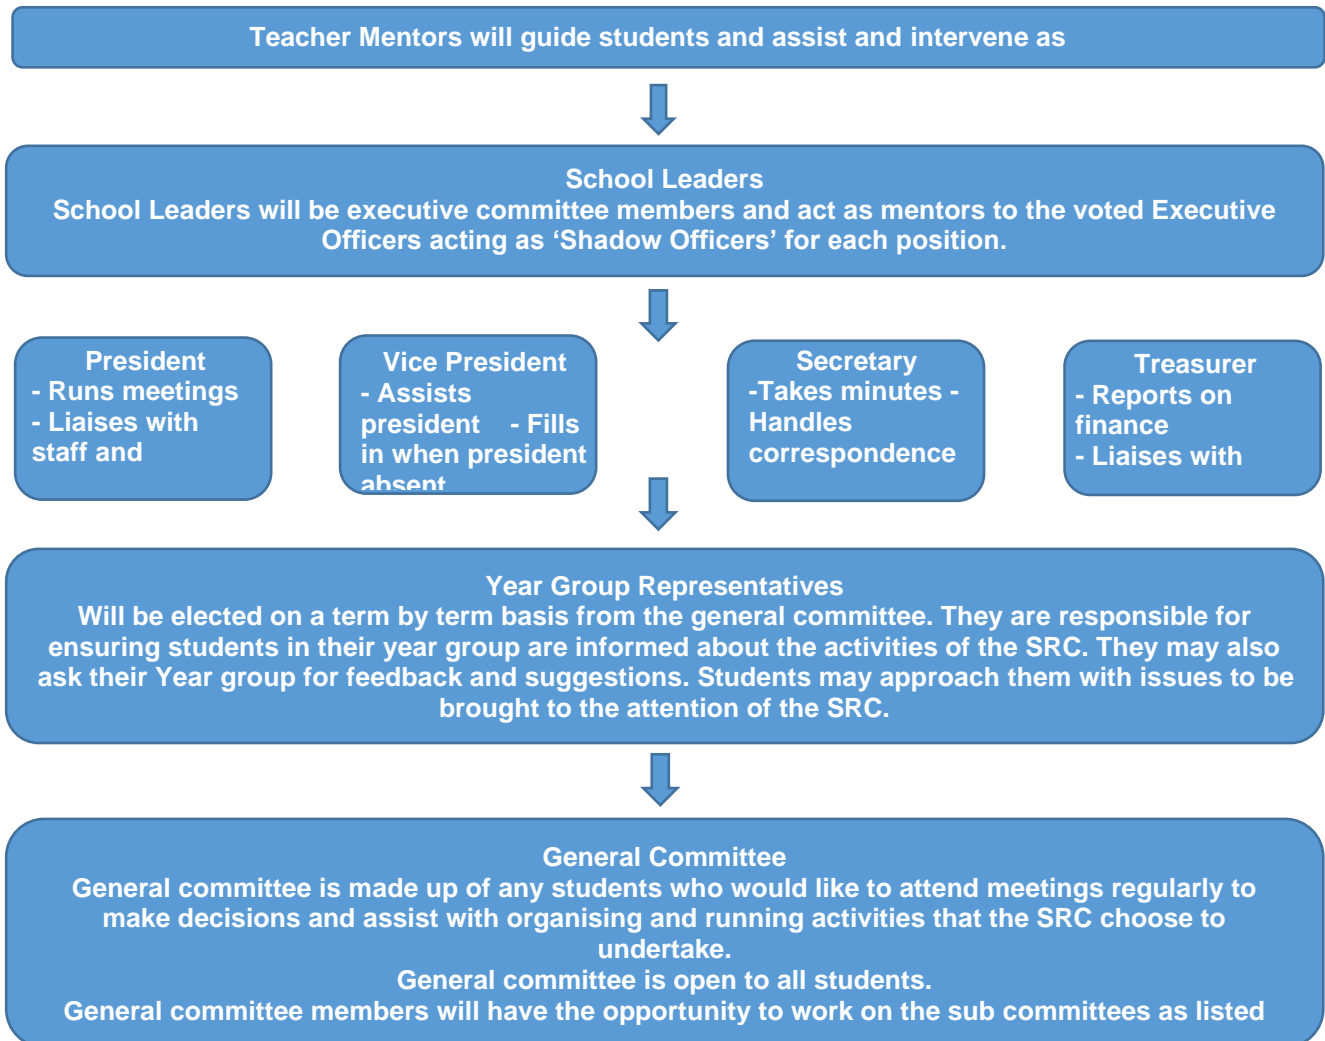 Teacher Mentors will guide students and assist and intervene as
School Leaders
School Leaders will be executive committee members and act as mentors to the voted Executive
Officers acting as ‘Shadow Officers’ for each position.
President
- Runs meetings
- Liaises with
staff and
Vice President
- Assists
president - Fills
in when president
absent
Secretary
-Takes minutes -
Handles
correspondence
Treasurer
- Reports on
finance
- Liaises with
Year Group Representatives
Will be elected on a term by term basis from the general committee. They are responsible for
ensuring students in their year group are informed about the activities of the SRC. They may also
ask their Year group for feedback and suggestions. Students may approach them with issues to be
brought to the attention of the SRC.
General Committee
General committee is made up of any students who would like to attend meetings regularly to
make decisions and assist with organising and running activities that the SRC choose to
undertake.
General committee is open to all students.
General committee members will have the opportunity to work on the sub committees as listed